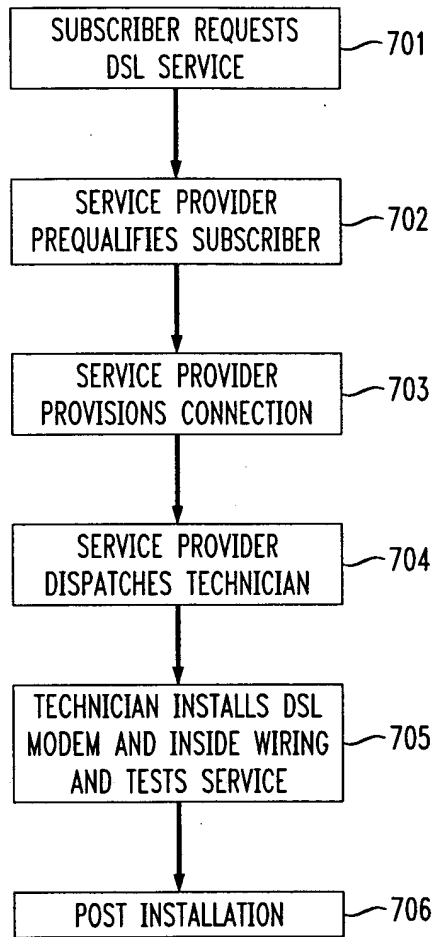 SUBSCRIBER REQUESTS
DSL SERVICE
701
SERVICE PROVIDER
PREQUALIFIES SUBSCRIBER
702
SERVICE PROVIDER
PROVISIONS CONNECTION
703
SERVICE PROVIDER
DISPATCHES TECHNICIAN
704
TECHNICIAN INSTALLS DSL
MODEM AND INSIDE WIRING
AND TESTS SERVICE
705
POST INSTALLATION
706